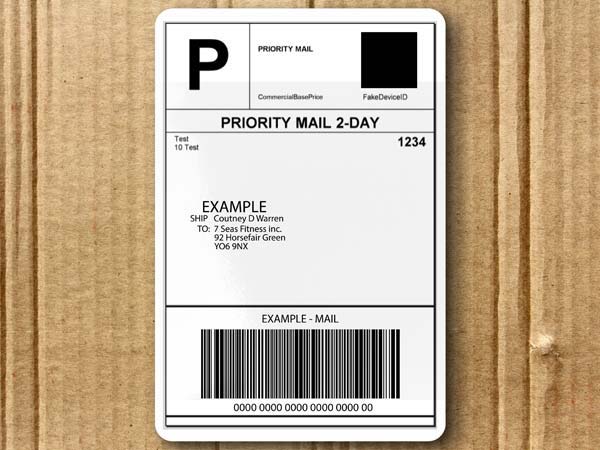 P
PRIORITY MAIL
CommercialBasePrice
FakeDeviceID
PRIORITY MAIL 2-DAY
Test
10 Test
1234
EXAMPLE
SHIP Coutney D Warren
TO: 7 Seas Fitness inc.
92 Horsefair Green
YO6 9NX
EXAMPLE - MAIL
0000 0000 0000 0000 0000 00